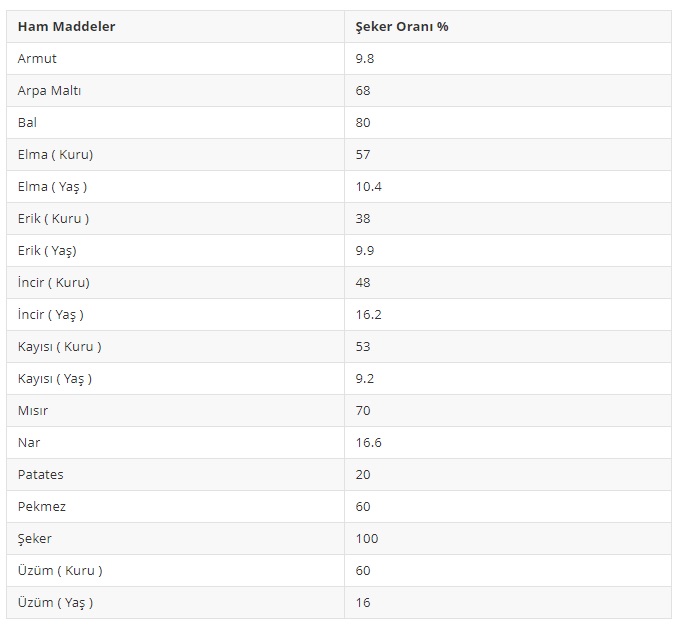 Ham Maddeler Şeker Oranı %
Armut 9.8
Arpa Maltı 68
Bal 80
Elma ( Kuru) 57
Elma ( Yaş ) 10.4
Erik ( Kuru ) 38
Erik ( Yaş) 9.9
İncir ( Kuru) 48
İncir ( Yaş ) 16.2
Kayısı ( Kuru ) 53
Kayısı ( Yaş ) 9.2
Mısır 70
Nar 16.6
Patates 20
Pekmez 60
Şeker 100
Üzüm ( Kuru ) 60
Üzüm ( Yaş ) 16